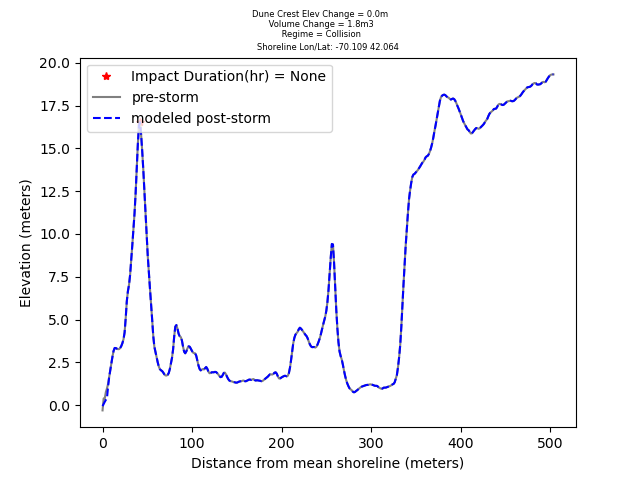 Dune Crest Elev Change = 0.0m
Volume Change = 1.8m3
Regime = Collision
Shoreline Lon/Lat: -70.109 42.064
Impact Duration(hr) = None
pre-storm
modeled post-storm
20.0
17.5
15.0
12.5
10.0
7.5
5.0
2.5
0.0
Elevation (meters)
0 100 200 300 400 500
Distance from mean shoreline (meters)